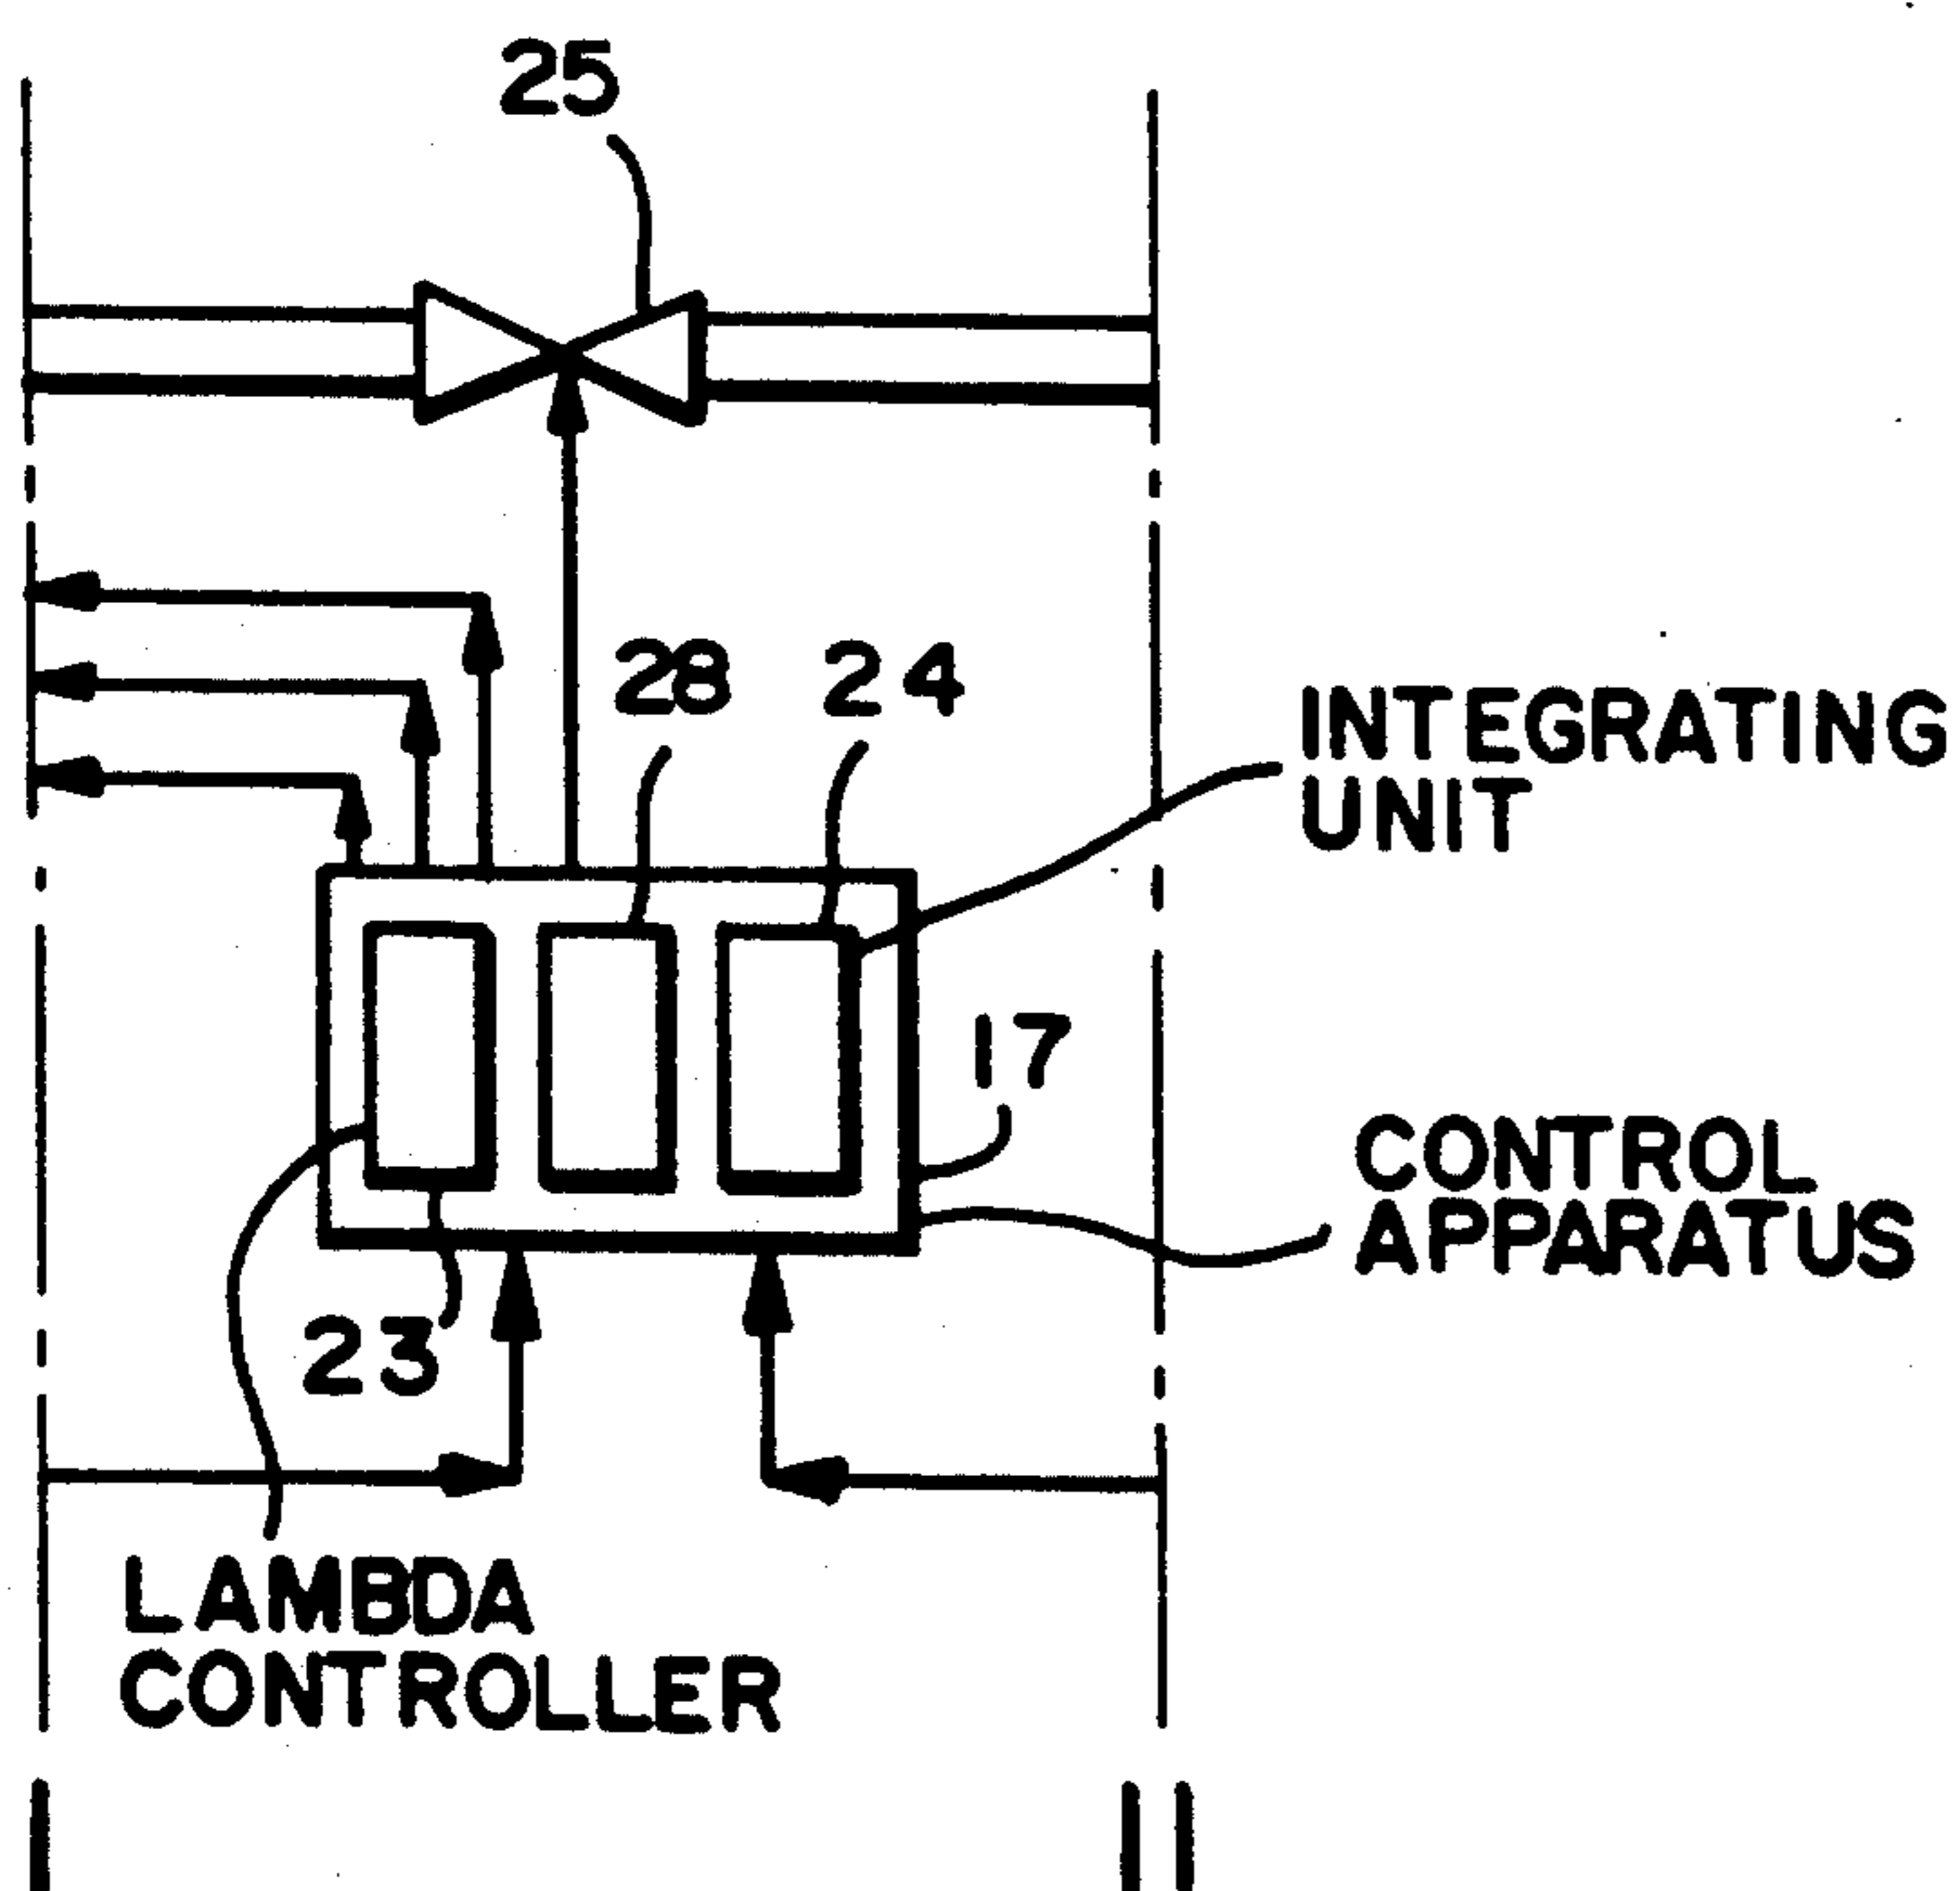 25
28
24
INTEGRATING
UNIT
17
CONTROL
APPARATUS
23
LAMBDA
CONTROLLER